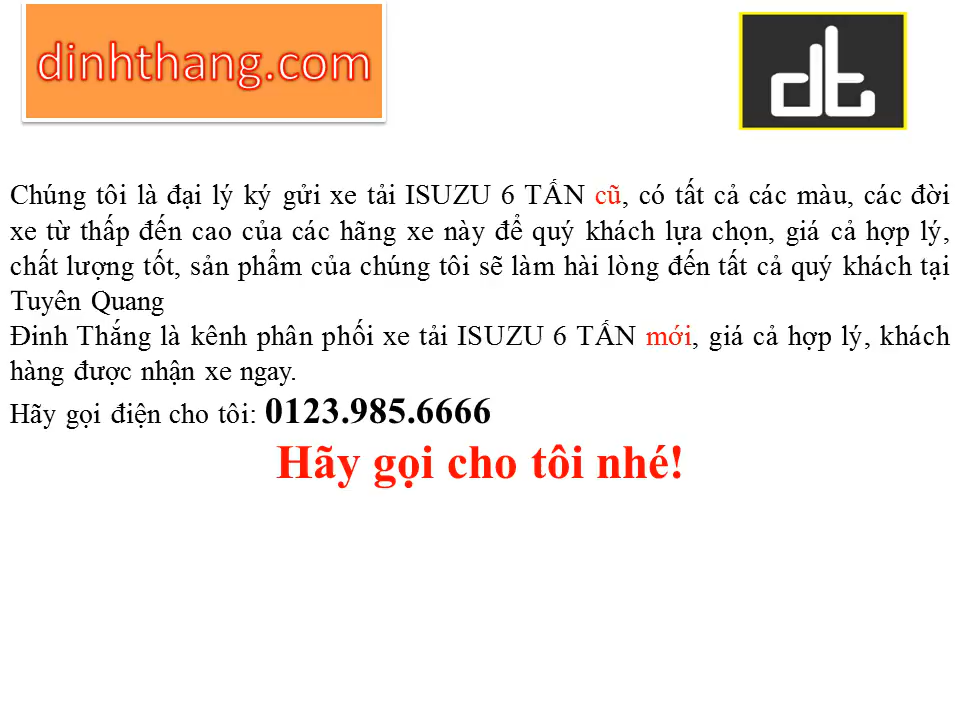 dinhthang.com
dt
Chúng tôi là đại lý ký gửi xe tải ISUZU 6 TẤN cũ, có tất cả các màu, các đời
xe từ thấp đến cao của các hãng xe này để quý khách lựa chọn, giá cả hợp lý,
chất lượng tốt, sản phẩm của chúng tôi sẽ làm hài lòng đến tất cả quý khách tại
Tuyên Quang
Đinh Thắng là kênh phân phối xe tải ISUZU 6 TẤN mới, giá cả hợp lý, khách
hàng được nhận xe ngay.
Hãy gọi điện cho tôi: 0123.985.6666
Hãy gọi cho tôi nhé!